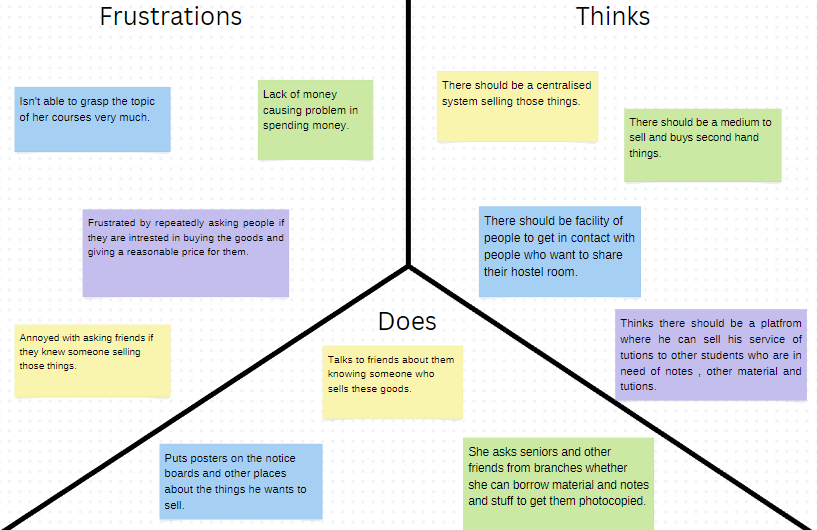 Frustrations
Isn't able to grasp the topic
of her courses very much.
Lack of money
causing problem in
spending money.
Frustrated by repeatedly asking people if
they are intrested in buying the goods and
giving a reasonable price for them.
Annoyed with asking friends if
they knew someone selling
those things.
Thinks
There should be a centralised
system selling those things.
There should be a medium to
sell and buys second hand
things.
There should be facility of
people to get in contact with
people who want to share
their hostel room.
Thinks there should be a platfrom
where he can sell his service of
tutions to other students who are in
need of notes , other material and
tutions.
Does
Talks to friends about them
knowing someone who
sells these goods.
Puts posters on the notice
boards and other places
about the things he wants to
sell.
She asks seniors and other
friends from branches whether
she can borrow material and notes
and stuff to get them photocopied.